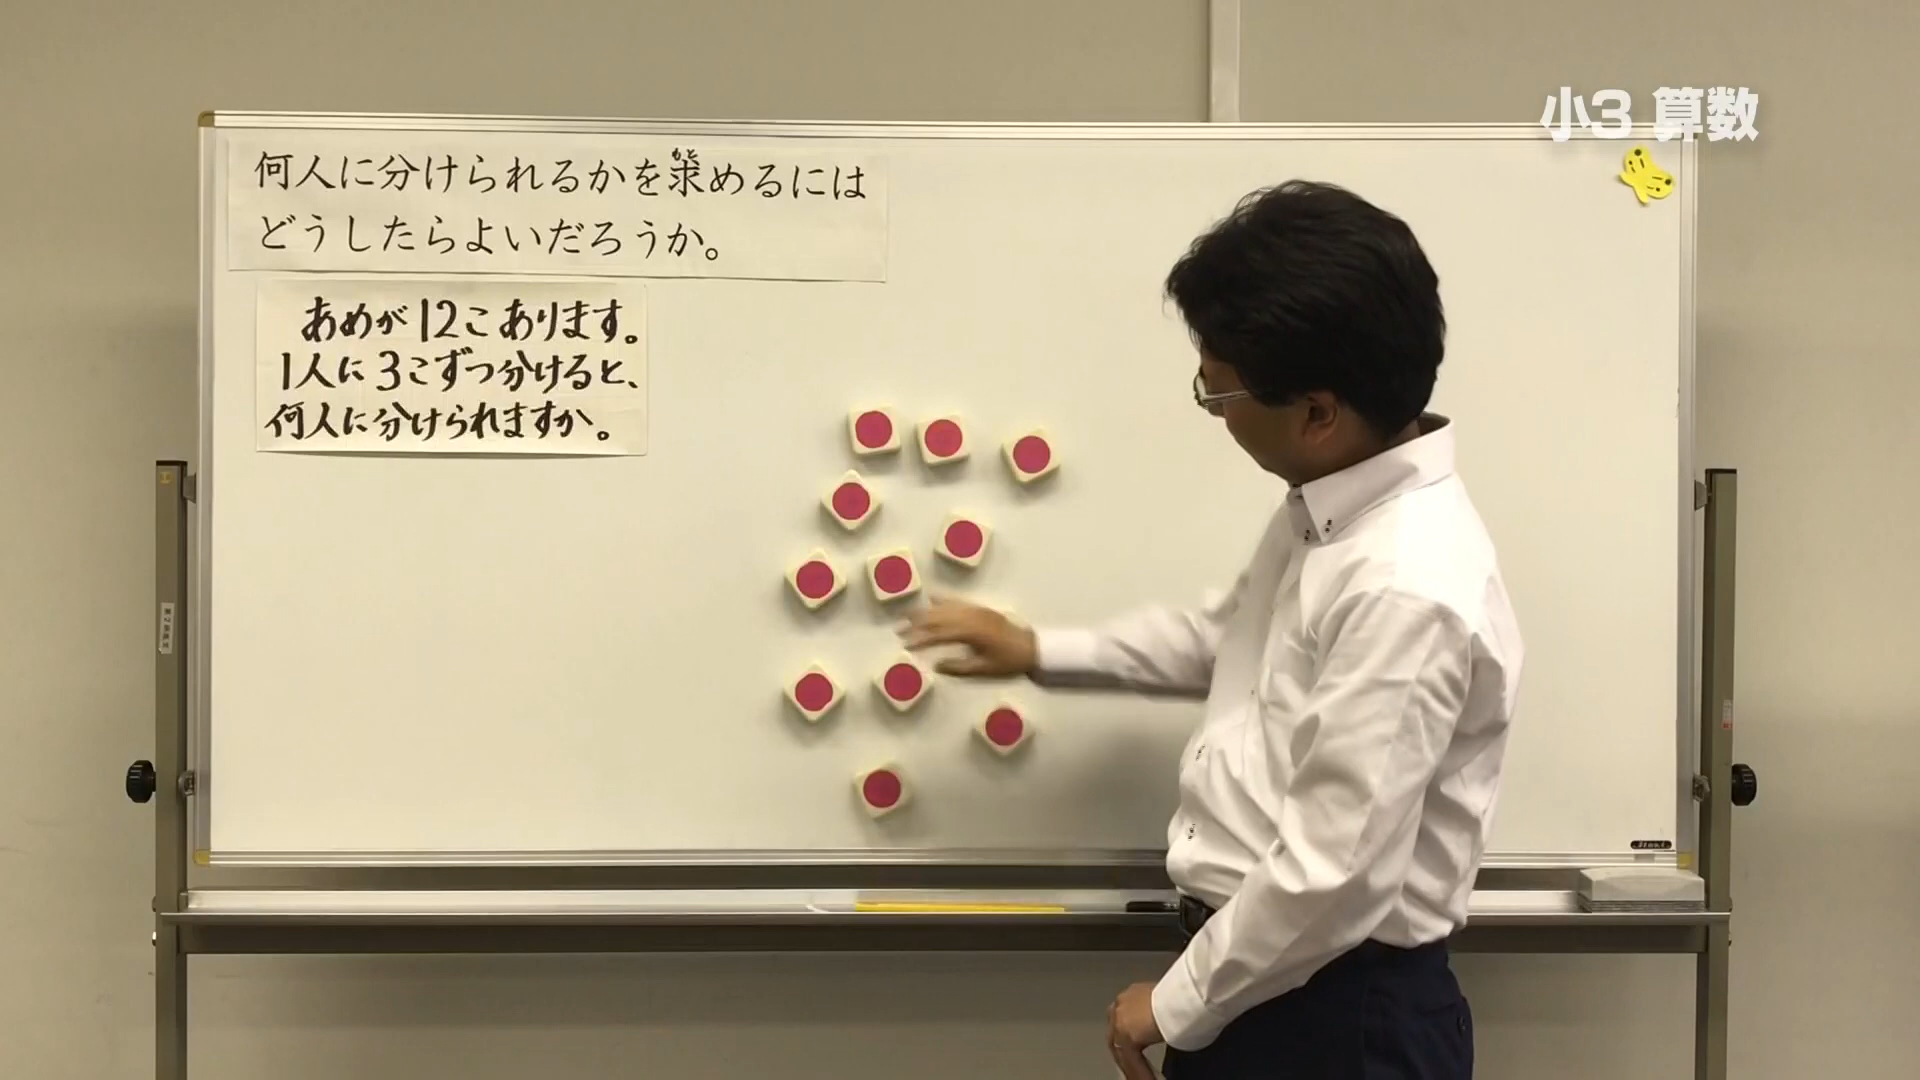 小3 算数
何人に分けられるかを求めるには
もと
どうしたらよいだろうか。
あめが12こあります。
1人に3こずつ分けると、
何人に分けられますか。